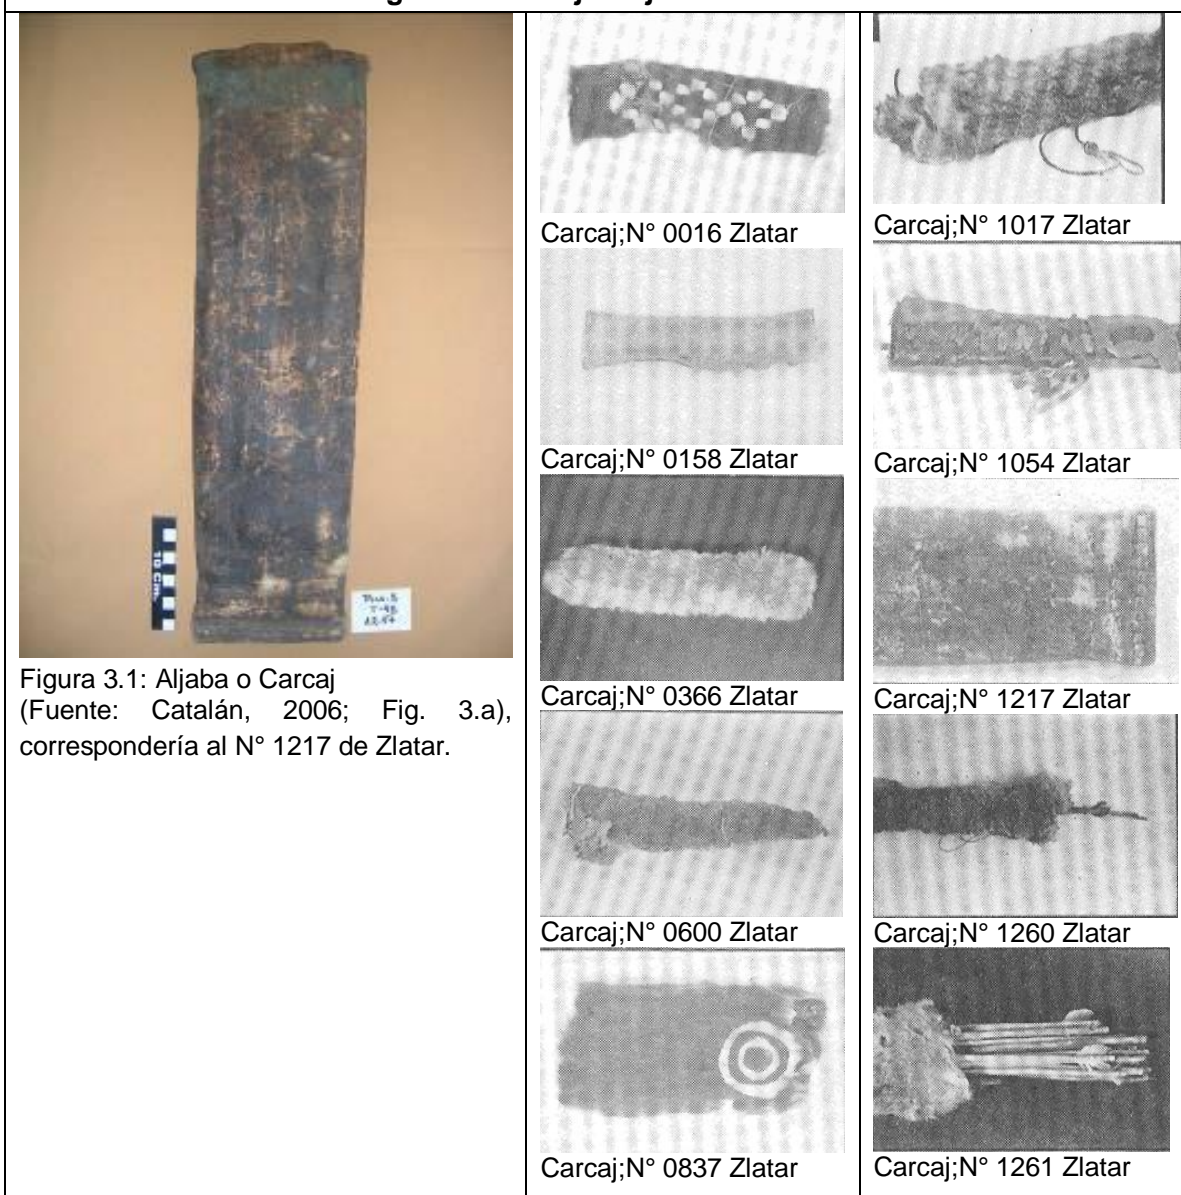 Figura 3.1: Aljaba o Carcaj
(Fuente: Catalán, 2006; Fig. 3.a),
correspondería al N° 1217 de Zlatar.
10 Cm.
Carcaj;N° 0016 Zlatar
Carcaj;N° 0158 Zlatar
Carcaj;N° 0366 Zlatar
Carcaj;N° 0600 Zlatar
Carcaj;N° 0837 Zlatar
Carcaj;N° 1017 Zlatar
Carcaj;N° 1054 Zlatar
Carcaj;N° 1217 Zlatar
Carcaj;N° 1260 Zlatar
Carcaj;N° 1261 Zlatar